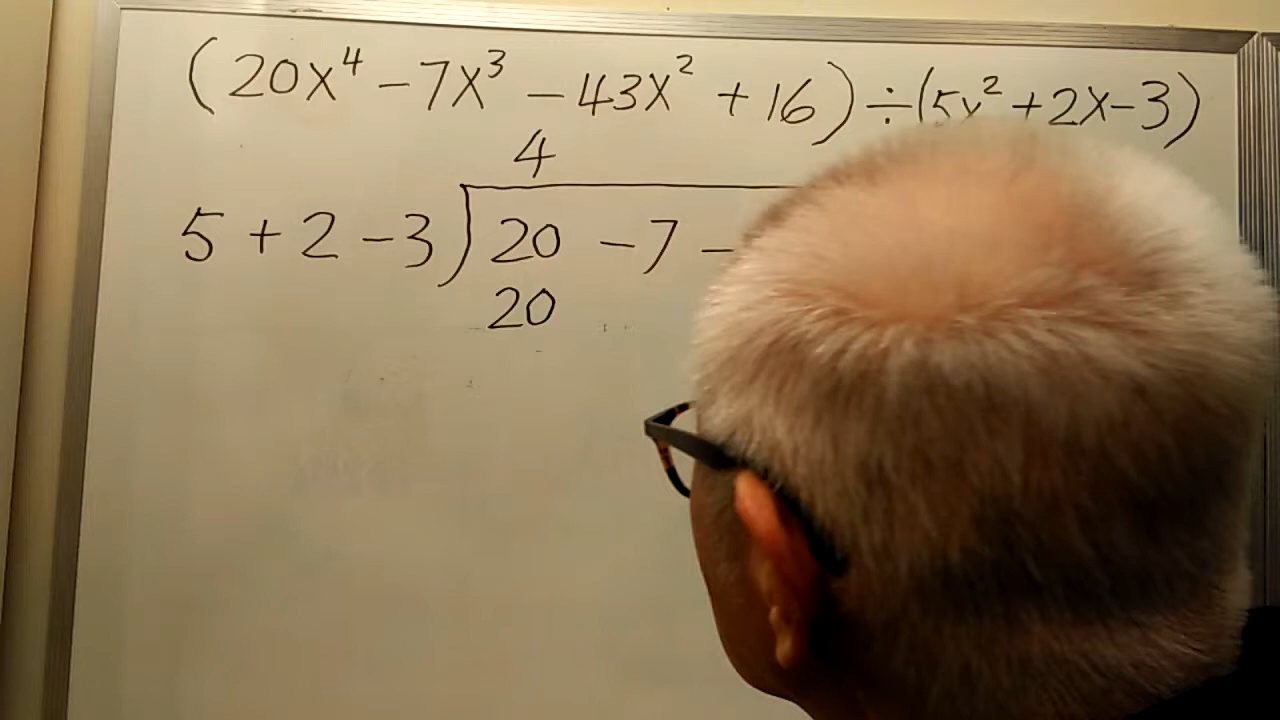 (20x⁴ - 7x³ - 43x² + 16) ÷ (5x² + 2x - 3)
4
5 + 2 - 3) 20 - 7 -
20